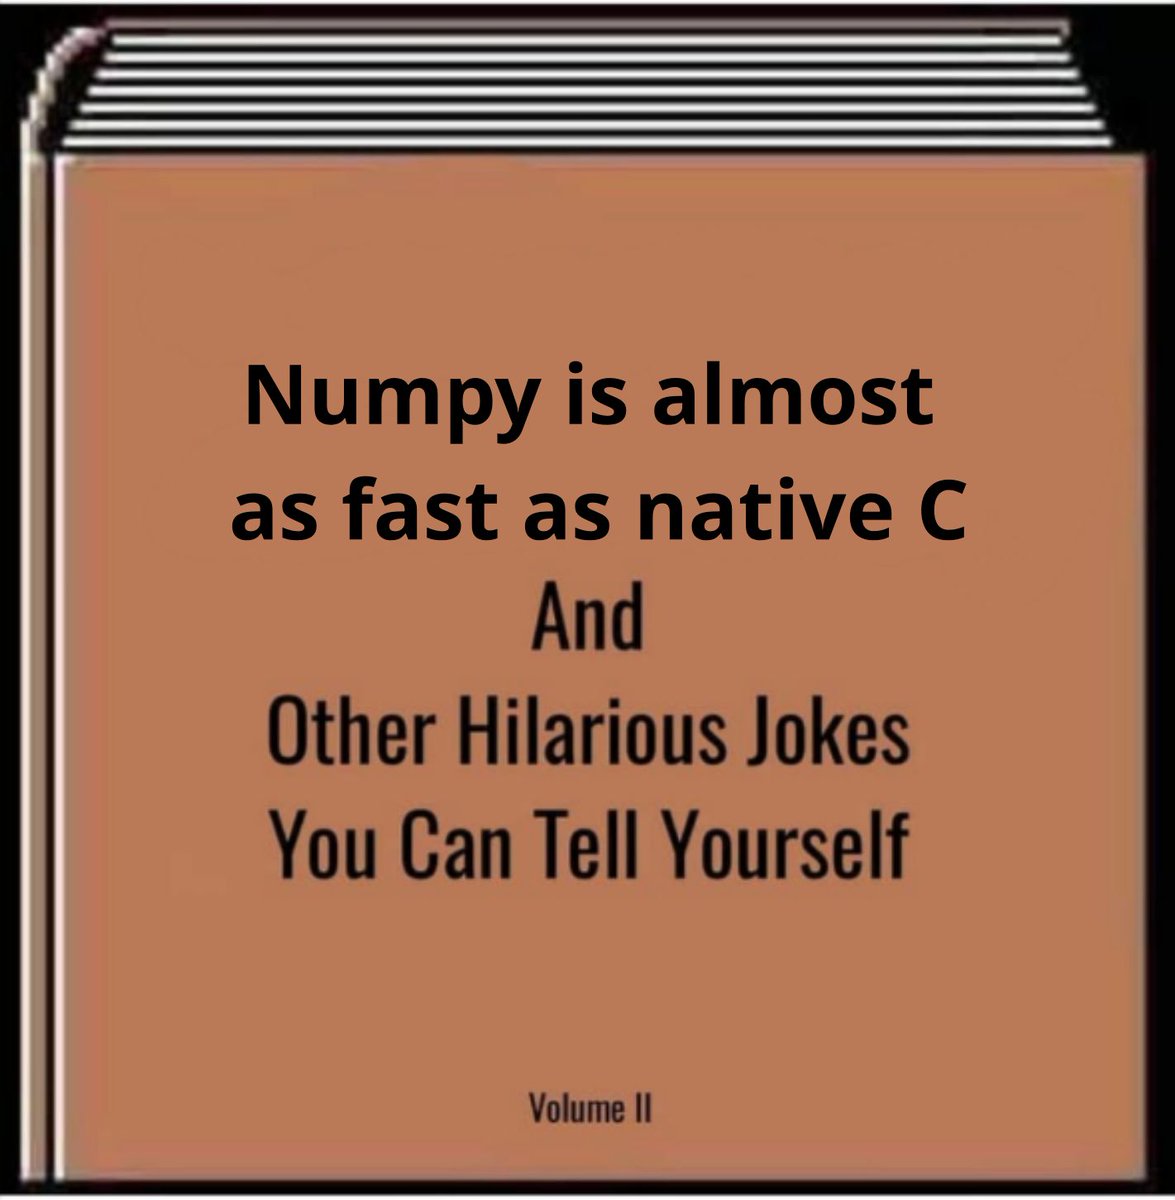 Numpy is almost
as fast as native C
And
Other Hilarious Jokes
You Can Tell Yourself
Volume II